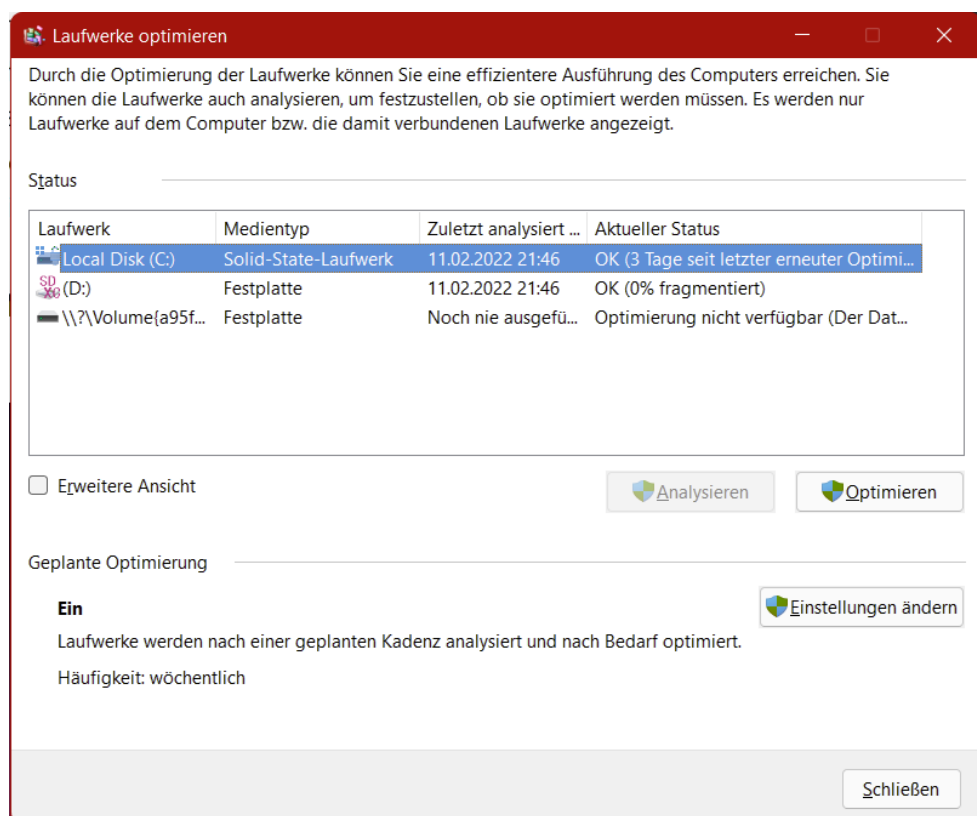 Laufwerke optimieren
Durch die Optimierung der Laufwerke können Sie eine effizientere Ausführung des Computers erreichen. Sie
können die Laufwerke auch analysieren, um festzustellen, ob sie optimiert werden müssen. Es werden nur
Laufwerke auf dem Computer bzw. die damit verbundenen Laufwerke angezeigt.
Status
Laufwerk Medientyp Zuletzt analysiert ... Aktueller Status
Local Disk (C:) Solid-State-Laufwerk 11.02.2022 21:46 OK (3 Tage seit letzter erneuter Optimi...
(D:) Festplatte 11.02.2022 21:46 OK (0% fragmentiert)
\\?\Volume{a95f... Festplatte Noch nie ausgefü... Optimierung nicht verfügbar (Der Dat...
Erweitere Ansicht
Analysieren Optimieren
Geplante Optimierung
Ein
Einstellungen ändern
Laufwerke werden nach einer geplanten Kadenz analysiert und nach Bedarf optimiert.
Häufigkeit: wöchentlich
Schließen